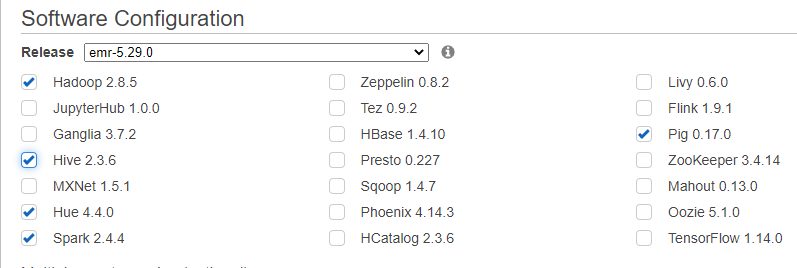 Software Configuration
Release emr-5.29.0
Hadoop 2.8.5 Zeppelin 0.8.2 Livy 0.6.0
JupyterHub 1.0.0 Tez 0.9.2 Flink 1.9.1
Ganglia 3.7.2 HBase 1.4.10 Pig 0.17.0
Hive 2.3.6 Presto 0.227 ZooKeeper 3.4.14
MXNet 1.5.1 Sqoop 1.4.7 Mahout 0.13.0
Hue 4.4.0 Phoenix 4.14.3 Oozie 5.1.0
Spark 2.4.4 HCatalog 2.3.6 TensorFlow 1.14.0